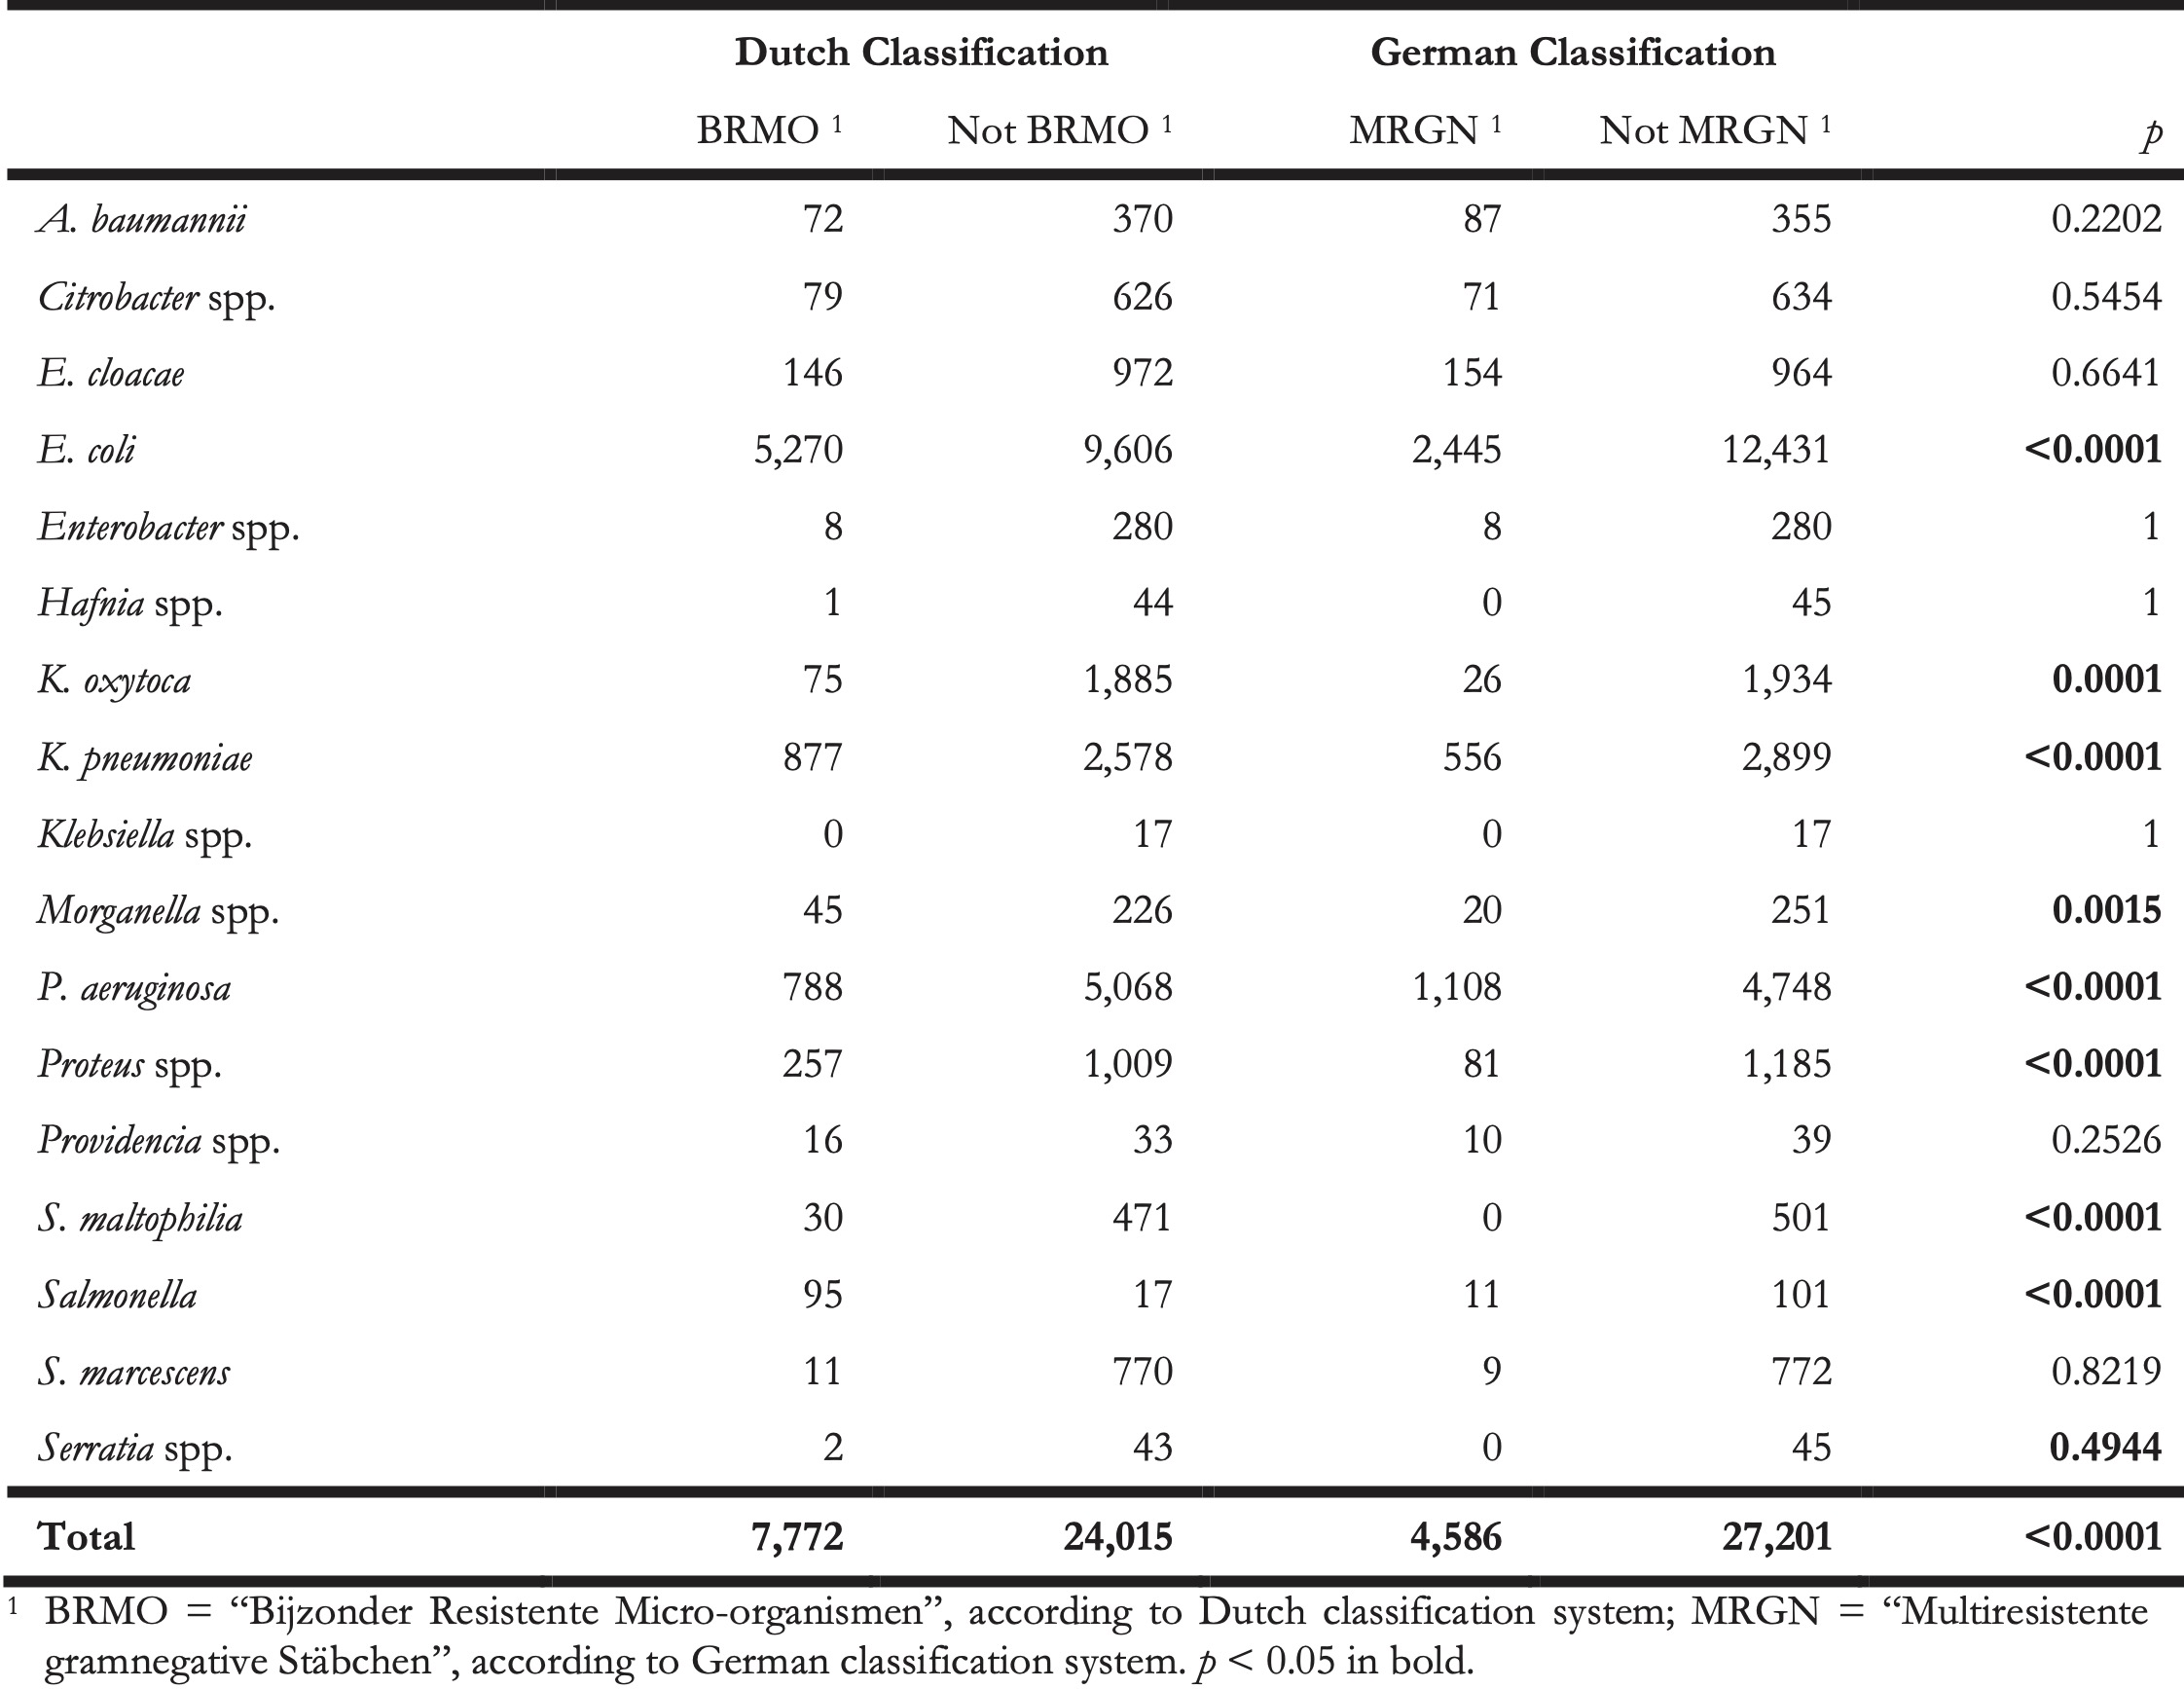 Dutch Classification German Classification
BRMO ¹ Not BRMO ¹ MRGN ¹ Not MRGN ¹ p
A. baumannii 72 370 87 355 0.2202
Citrobacter spp. 79 626 71 634 0.5454
E. cloacae 146 972 154 964 0.6641
E. coli 5,270 9,606 2,445 12,431 <0.0001
Enterobacter spp. 8 280 8 280 1
Hafnia spp. 1 44 0 45 1
K. oxytoca 75 1,885 26 1,934 0.0001
K. pneumoniae 877 2,578 556 2,899 <0.0001
Klebsiella spp. 0 17 0 17 1
Morganella spp. 45 226 20 251 0.0015
P. aeruginosa 788 5,068 1,108 4,748 <0.0001
Proteus spp. 257 1,009 81 1,185 <0.0001
Providencia spp. 16 33 10 39 0.2526
S. maltophilia 30 471 0 501 <0.0001
Salmonella 95 17 11 101 <0.0001
S. marcescens 11 770 9 772 0.8219
Serratia spp. 2 43 0 45 0.4944
Total 7,772 24,015 4,586 27,201 <0.0001
¹ BRMO = “Bijzonder Resistente Micro-organismen”, according to Dutch classification system; MRGN = “Multiresistente
gramnegative Stäbchen”, according to German classification system. p < 0.05 in bold.